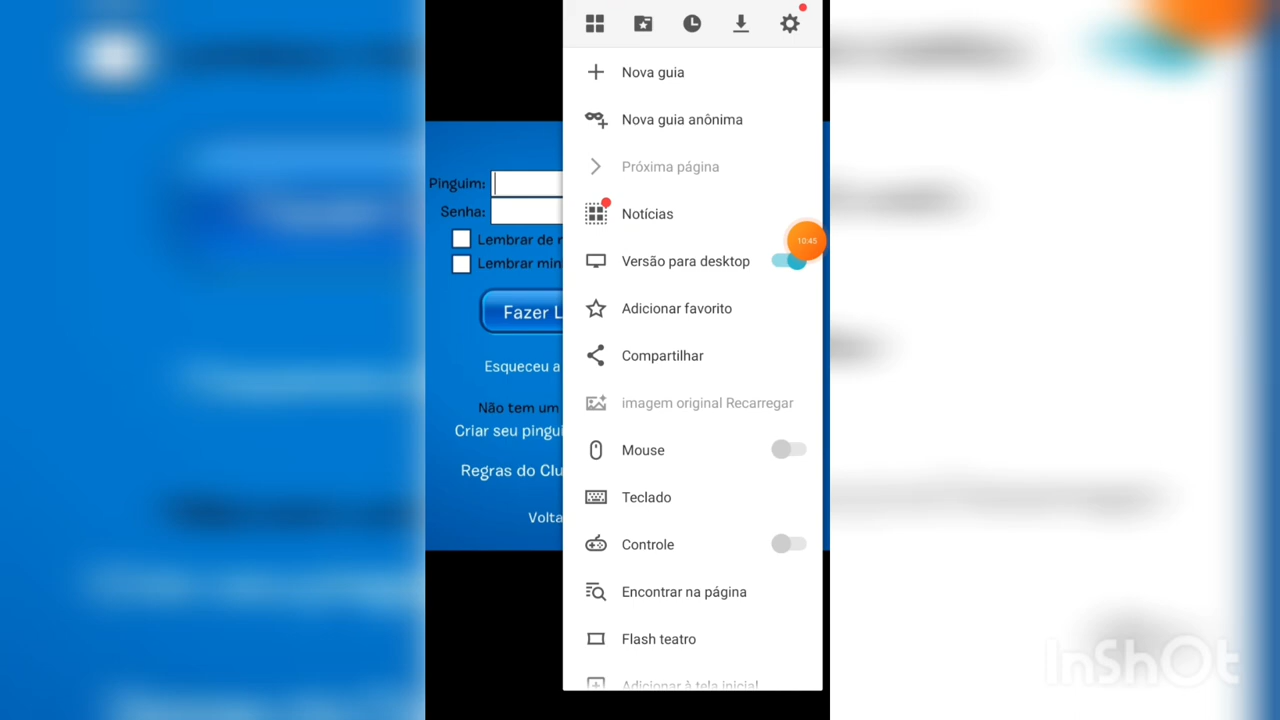 Nova guia
Nova guia anônima
Próxima página
Notícias
Versão para desktop
10:45
Adicionar favorito
Compartilhar
imagem original Recarregar
Mouse
Teclado
Controle
Encontrar na página
Flash teatro
Adicionar à tela inicial
Pinguim:
Senha:
Lembrar de
Lembrar min
Fazer L
Esqueceu a
Não tem um
Criar seu pingui
Regras do Clu
Volta
InShOt